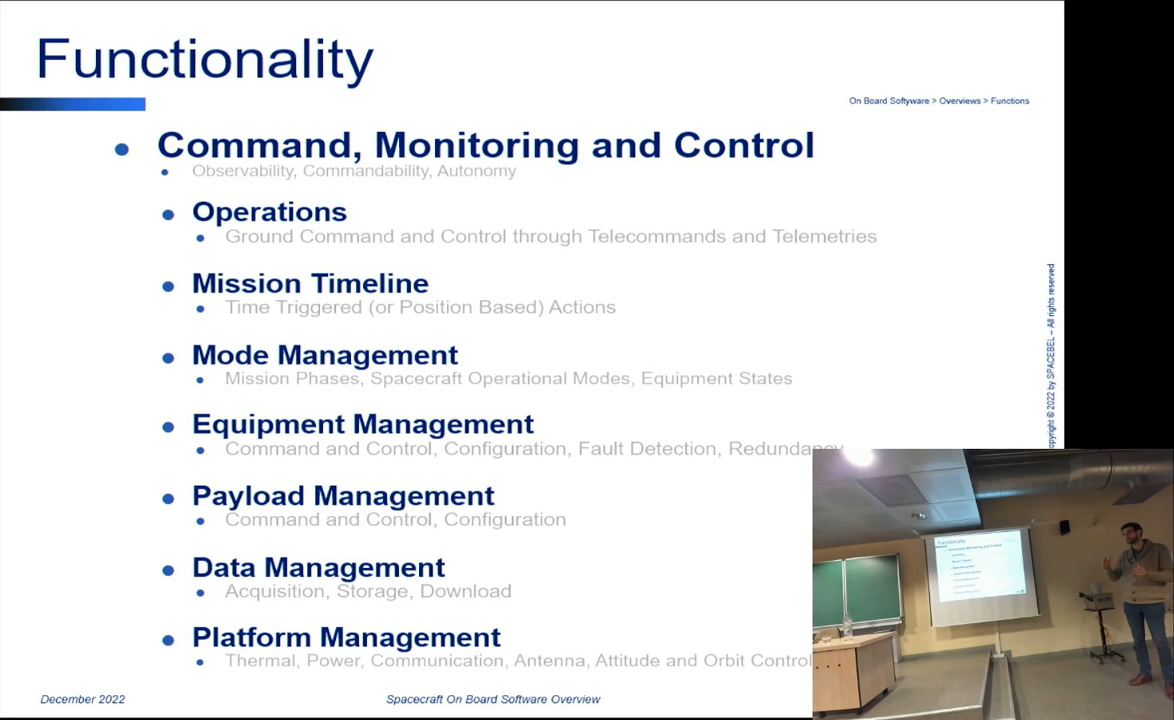 Functionality
On Board Softyware > Overviews > Functions
Command, Monitoring and Control
Observability, Commandability, Autonomy
Operations
Ground Command and Control through Telecommands and Telemetries
Mission Timeline
Time Triggered (or Position Based) Actions
Mode Management
Mission Phases, Spacecraft Operational Modes, Equipment States
Equipment Management
Command and Control, Configuration, Fault Detection, Redundancy
Payload Management
Command and Control, Configuration
Data Management
Acquisition, Storage, Download
Platform Management
Thermal, Power, Communication, Antenna, Attitude and Orbit Control
opyright © 2022 by SPACEBEL – All rights reserved
December 2022
Spacecraft On Board Software Overview
Functionality